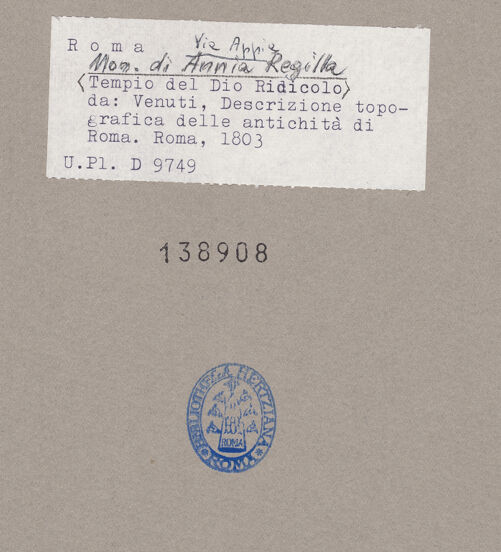 Roma Via Appia
Mon. di Annia Regilla
<Tempio del Dio Ridicolo>
da: Venuti, Descrizione topo-
grafica delle antichità di
Roma. Roma, 1803
U.Pl. D 9749
138908
*BIBLIOTHECA HERTZIANA*
ROMA
ROMA